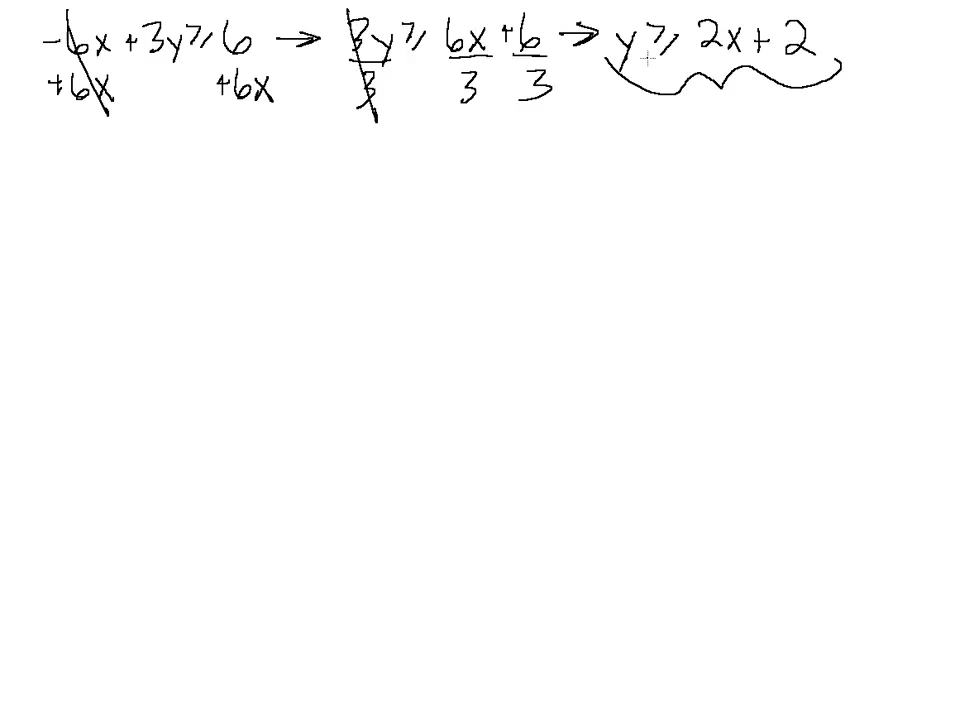 -6x + 3y ≥ 6 → 3y ≥ 6x + 6 → y ≥ 2x + 2
+6x +6x 3 3 3